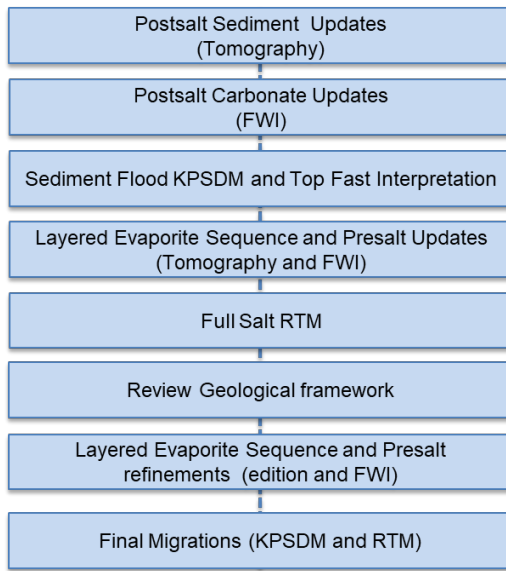 Postsalt Sediment Updates
(Tomography)
Postsalt Carbonate Updates
(FWI)
Sediment Flood KPSDM and Top Fast Interpretation
Layered Evaporite Sequence and Presalt Updates
(Tomography and FWI)
Full Salt RTM
Review Geological framework
Layered Evaporite Sequence and Presalt
refinements (edition and FWI)
Final Migrations (KPSDM and RTM)